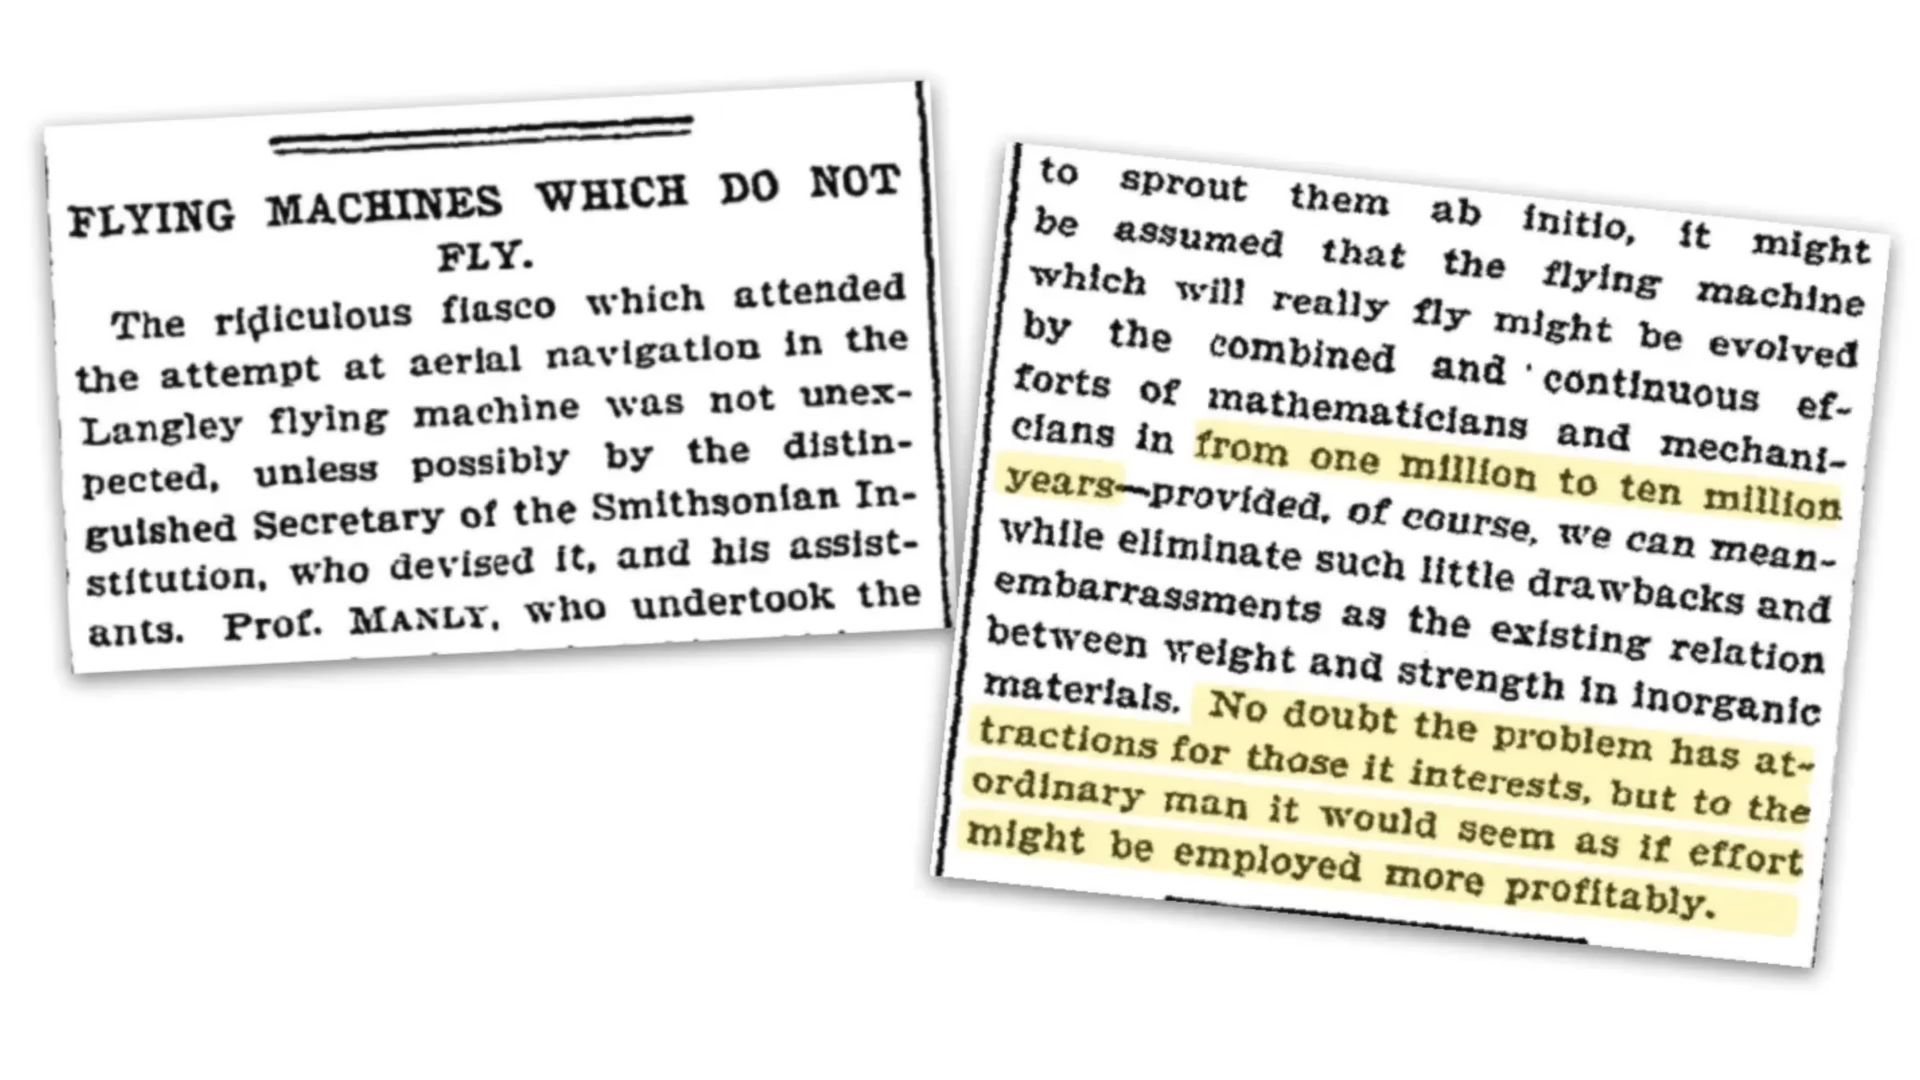 FLYING MACHINES WHICH DO NOT
FLY.
The ridiculous fiasco which attended
the attempt at aerial navigation in the
Langley flying machine was not unex-
pected, unless possibly by the distin-
guished Secretary of the Smithsonian In-
stitution, who devised it, and his assist-
ants. Prof. MANLY, who undertook the
to sprout them ab initio, it might
be assumed that the flying machine
which will really fly might be evolved
by the combined and continuous ef-
forts of mathematicians and mechani-
cians in from one million to ten million
years—provided, of course, we can mean-
while eliminate such little drawbacks and
embarrassments as the existing relation
between weight and strength in inorganic
materials. No doubt the problem has at-
tractions for those it interests, but to the
ordinary man it would seem as if effort
might be employed more profitably.